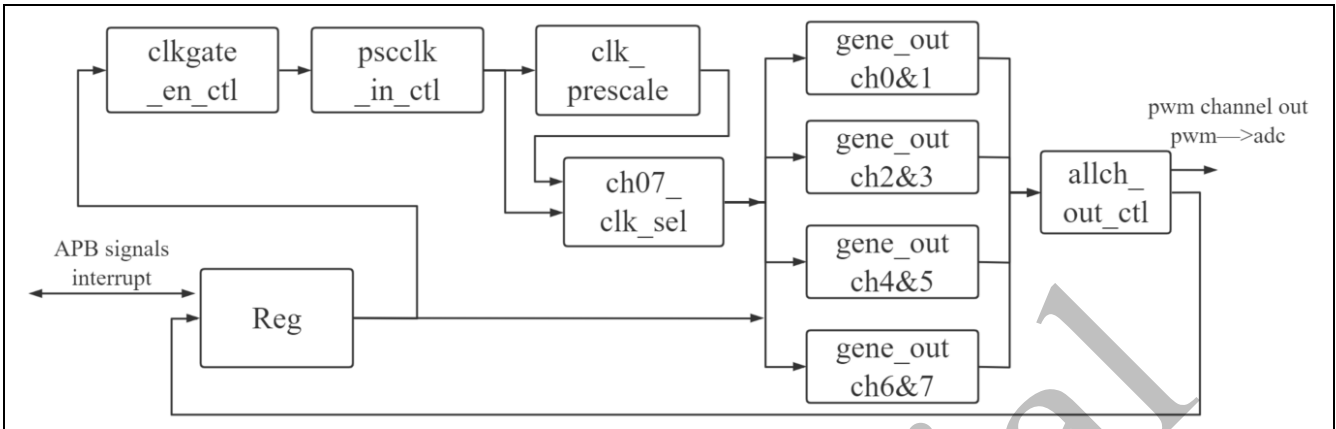 clkgate
_en_ctl
pscclk
_in_ctl
clk_
prescale
gene_out
ch0&1
pwm channel out
pwm—>adc
gene_out
ch2&3
allch_
out_ctl
ch07_
clk_sel
APB signals
interrupt
gene_out
ch4&5
Reg
gene_out
ch6&7